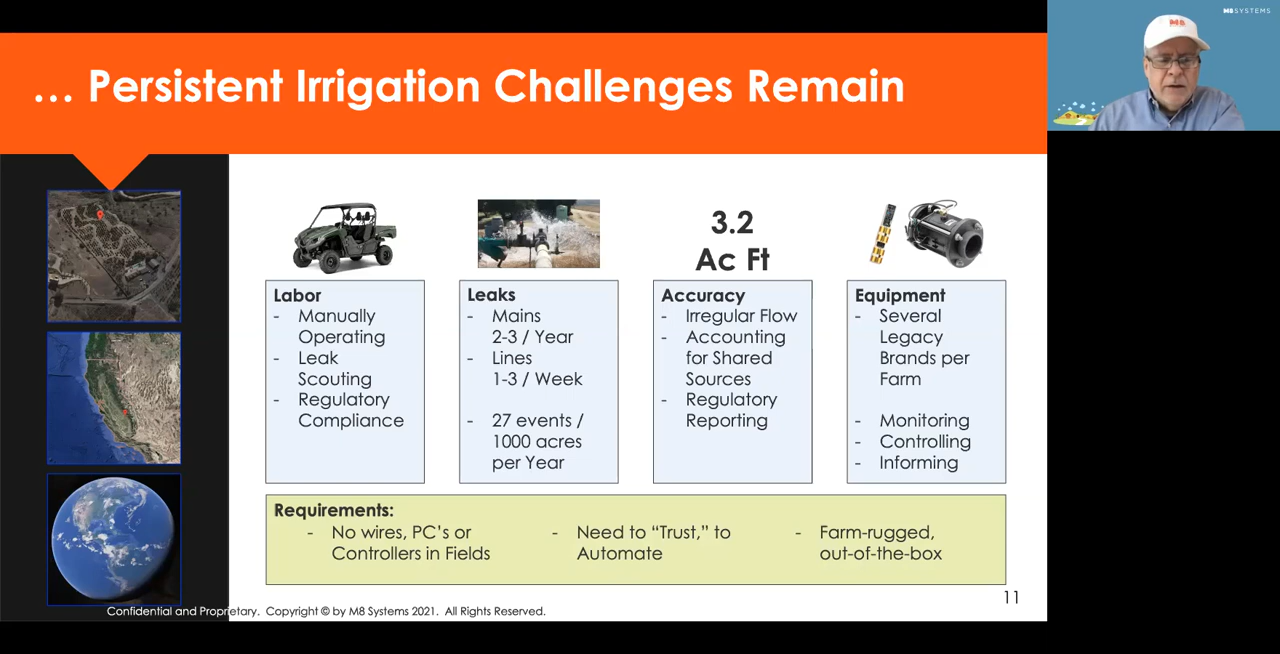 M8SYSTEMS
M8
... Persistent Irrigation Challenges Remain
3.2
Ac Ft
Labor
- Manually
Operating
- Leak
Scouting
- Regulatory
Compliance
Leaks
- Mains
2-3 / Year
- Lines
1-3 / Week
- 27 events /
1000 acres
per Year
Accuracy
- Irregular Flow
- Accounting
for Shared
Sources
- Regulatory
Reporting
Equipment
- Several
Legacy
Brands per
Farm
- Monitoring
- Controlling
- Informing
Requirements:
- No wires, PC's or
Controllers in Fields
- Need to “Trust,” to
Automate
- Farm-rugged,
out-of-the-box
11
Confidential and Proprietary. Copyright © by M8 Systems 2021. All Rights Reserved.